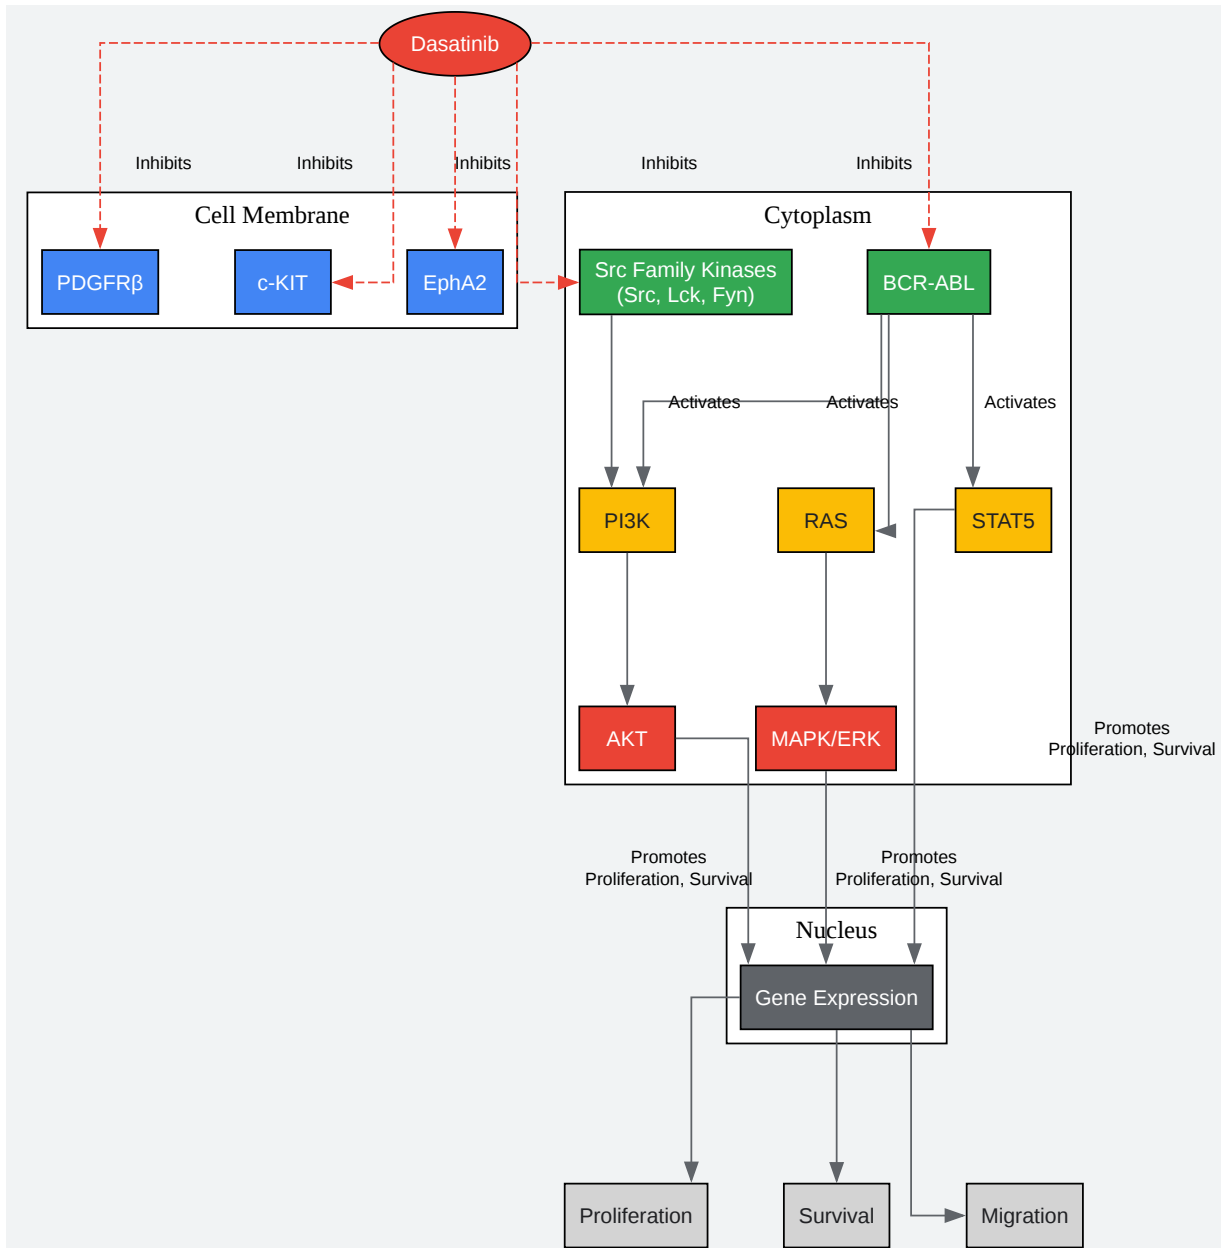 Dasatinib
Inhibits
Inhibits
Inhibits
Inhibits
Inhibits
Cell Membrane
Cytoplasm
PDGFRβ
c-KIT
EphA2
Src Family Kinases
(Src, Lck, Fyn)
BCR-ABL
Activates
Activates
Activates
PI3K
RAS
STAT5
AKT
MAPK/ERK
Promotes
Proliferation, Survival
Promotes
Proliferation, Survival
Promotes
Proliferation, Survival
Nucleus
Gene Expression
Proliferation
Survival
Migration